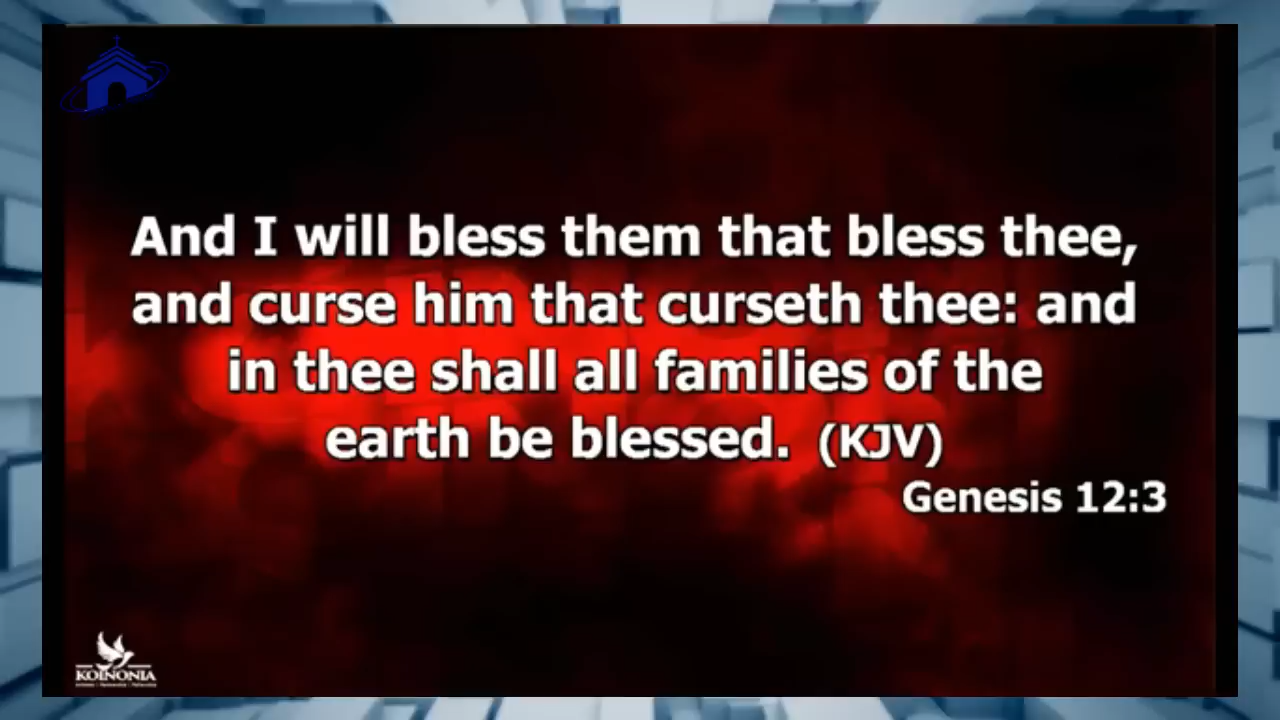 And I will bless them that bless thee,
and curse him that curseth thee: and
in thee shall all families of the
earth be blessed. (KJV)
Genesis 12:3
KOINONIA